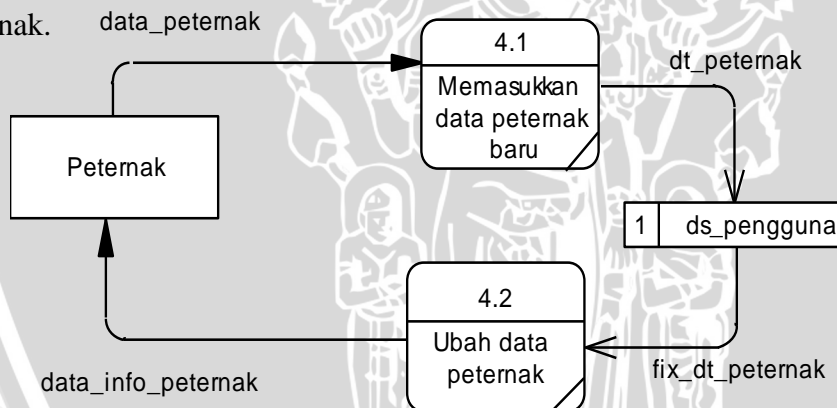 nak.
data_peternak
4.1
Memasukkan
data peternak
baru
dt_peternak
Peternak
1 ds_pengguna
4.2
Ubah data
peternak
data_info_peternak
fix_dt_peternak